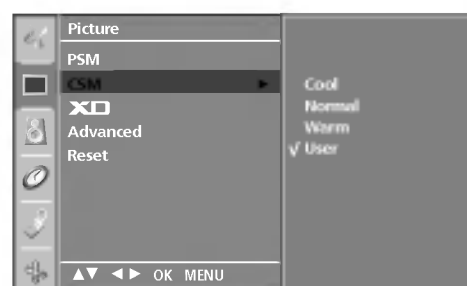 Picture
PSM
CSM ►
XD
Advanced
Reset
Cool
Normal
Warm
√ User
▲▼ ◄► OK MENU